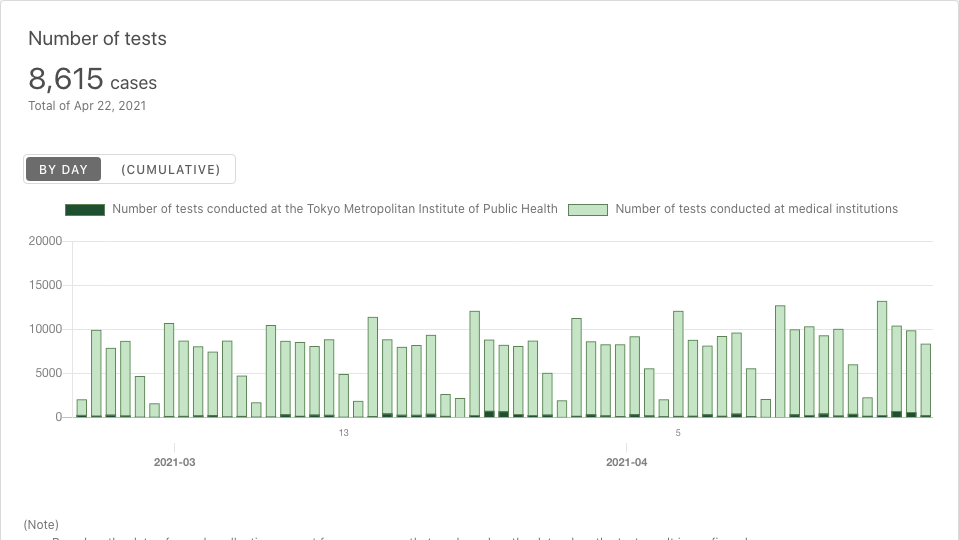 Number of tests
8,615 cases
Total of Apr 22, 2021
BY DAY (CUMULATIVE)
Number of tests conducted at the Tokyo Metropolitan Institute of Public Health Number of tests conducted at medical institutions
20000
15000
10000
5000
0
13 5
2021-03 2021-04
(Note)